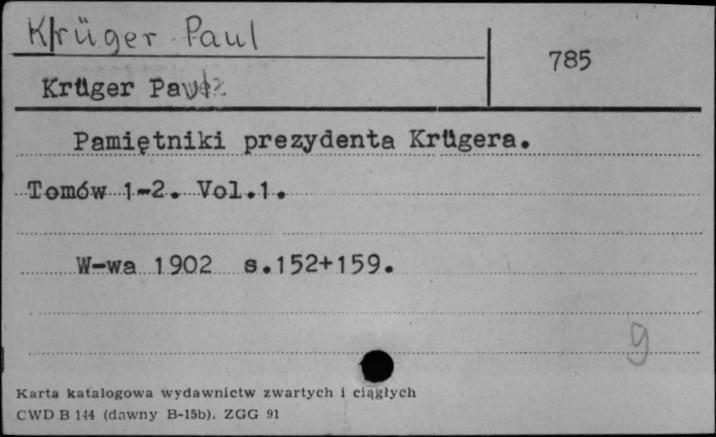 Krüger Paul
785
Krüger
Pamiętniki prezydenta Krügera.
Tomów 1-2. Vol.1.
W-wa 1902 s.152+159.
g
Karta katalogowa wydawnictw zwartych i ciągłych
CWD B 144 (dawny B-15b). ZGG 91